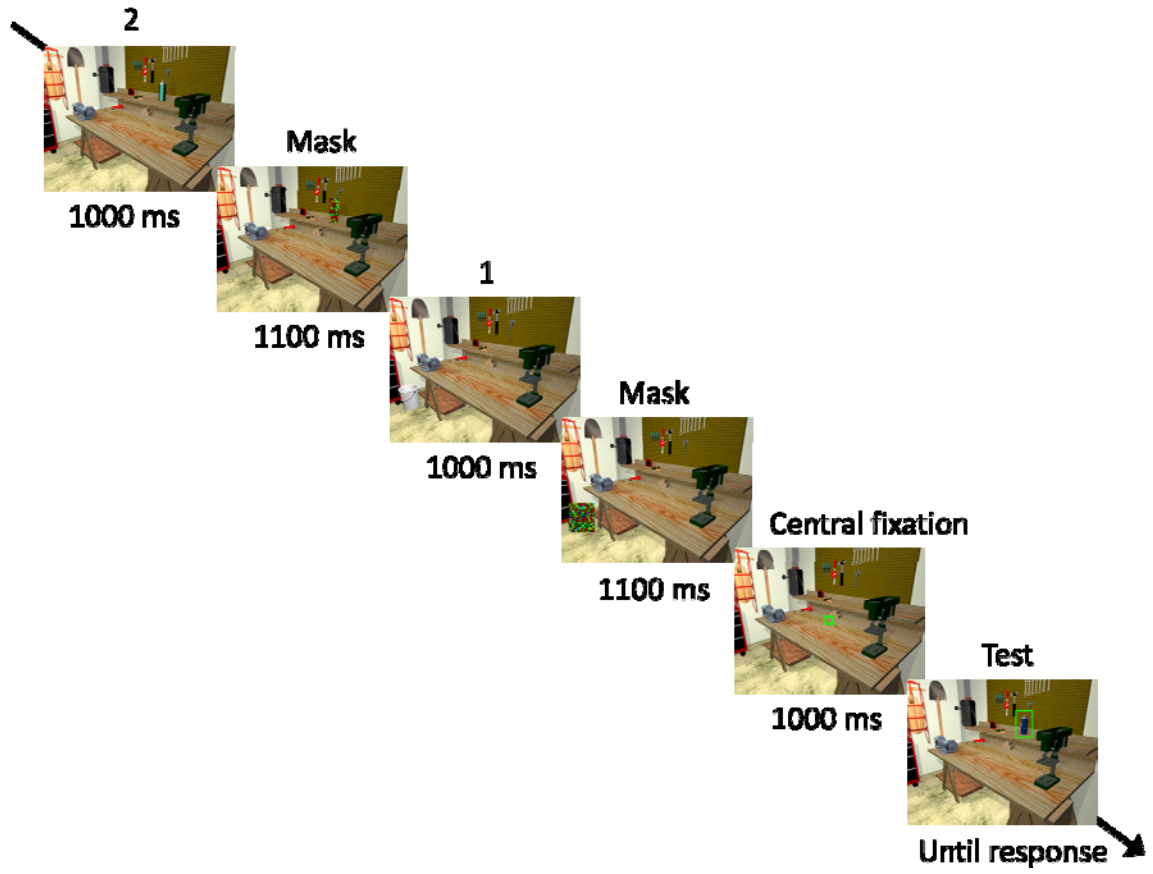 2
1000 ms
Mask
1100 ms
1
1000 ms
Mask
1100 ms
Central fixation
1000 ms
Test
Until response